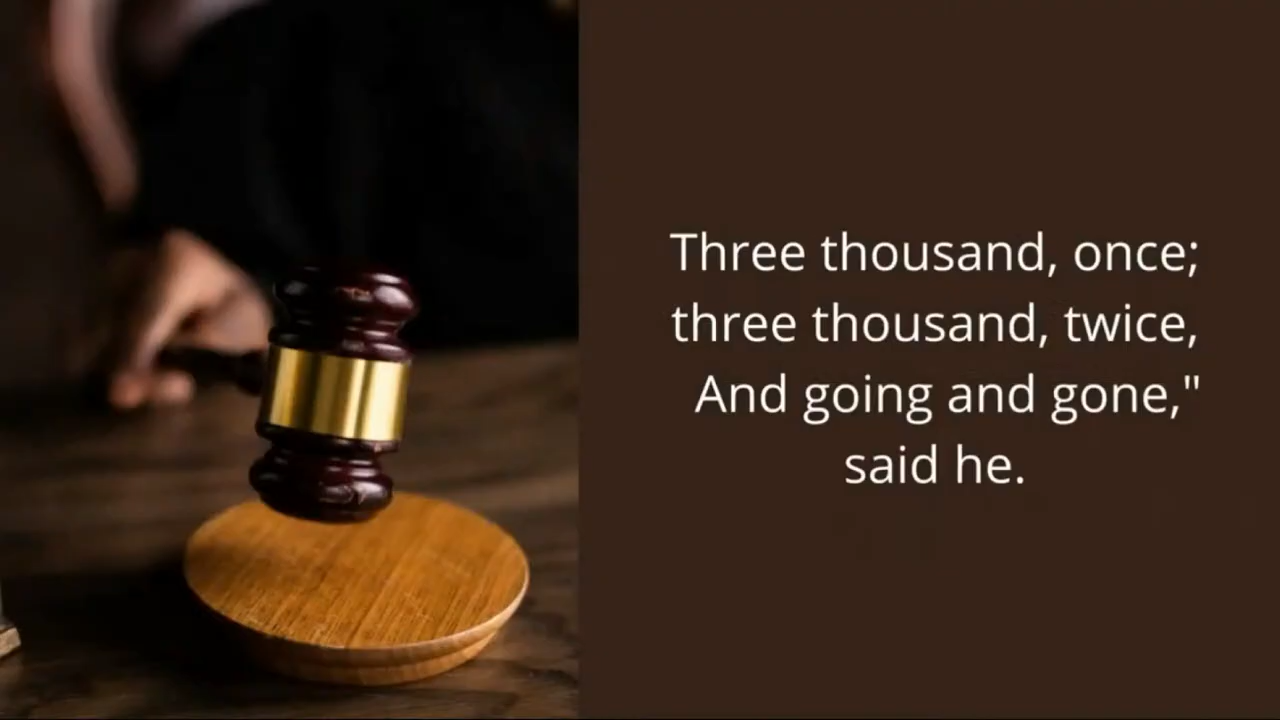 Three thousand, once;
three thousand, twice,
And going and gone,"
said he.